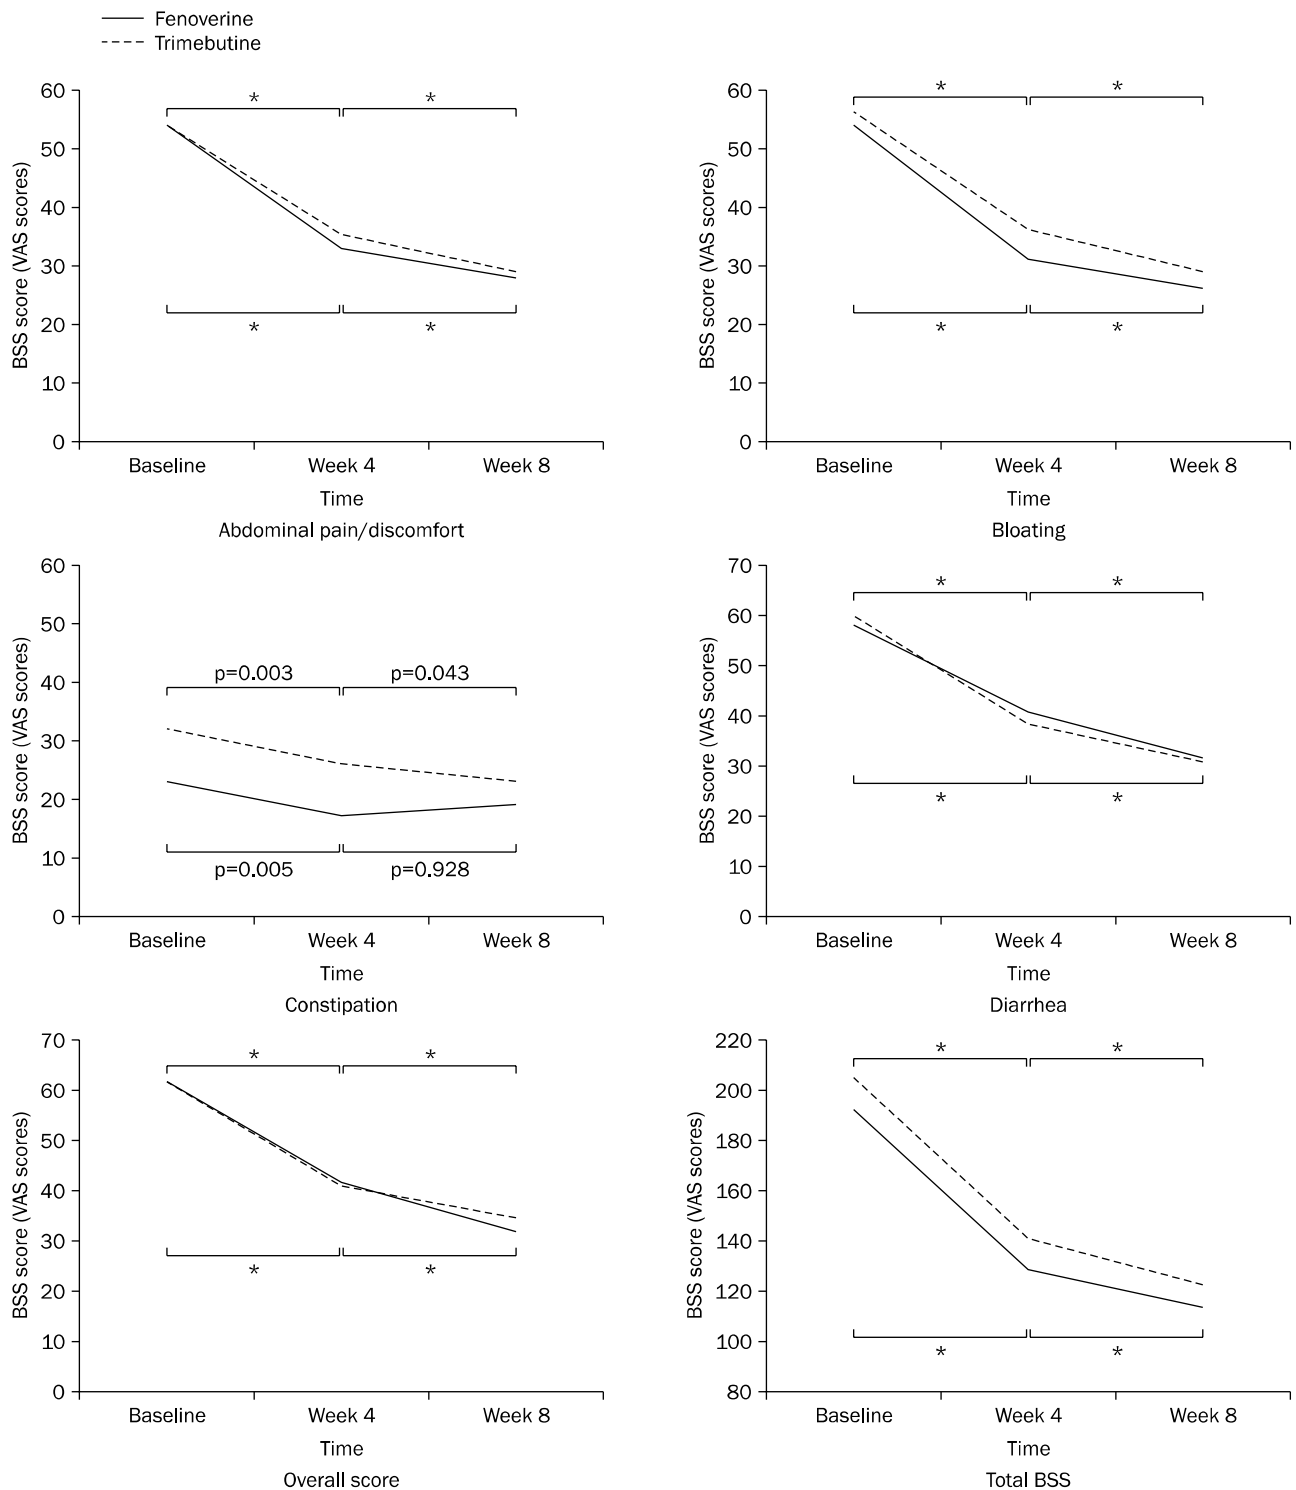 Fenoverine
Trimebutine
BSS score (VAS scores)
60
50
40
30
20
10
0
*
*
*
*
Baseline
Week 4
Week 8
Time
Abdominal pain/discomfort
BSS score (VAS scores)
60
50
40
30
20
10
0
*
*
*
*
Baseline
Week 4
Week 8
Time
Bloating
BSS score (VAS scores)
60
50
40
30
20
10
0
p=0.003
p=0.043
p=0.005
p=0.928
Baseline
Week 4
Week 8
Time
Constipation
BSS score (VAS scores)
70
60
50
40
30
20
10
0
*
*
*
*
Baseline
Week 4
Week 8
Time
Diarrhea
BSS score (VAS scores)
70
60
50
40
30
20
10
0
*
*
*
*
Baseline
Week 4
Week 8
Time
Overall score
BSS score (VAS scores)
220
200
180
160
140
120
100
80
*
*
*
*
Baseline
Week 4
Week 8
Time
Total BSS